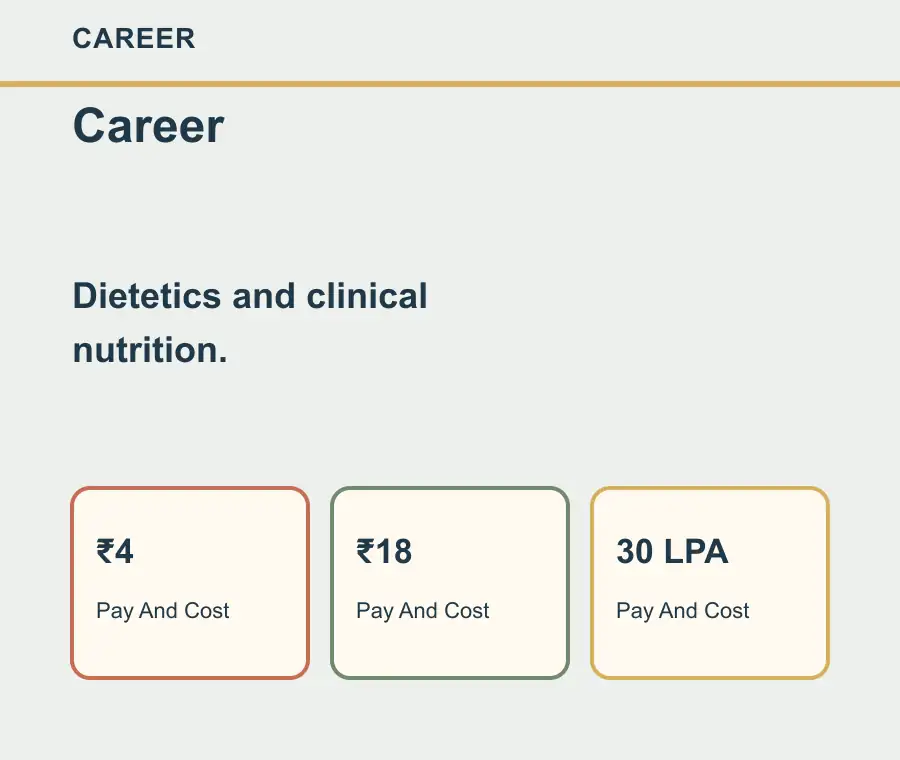 CAREER
Career
Dietetics and clinical
nutrition.
₹4
Pay And Cost
₹18
Pay And Cost
30 LPA
Pay And Cost